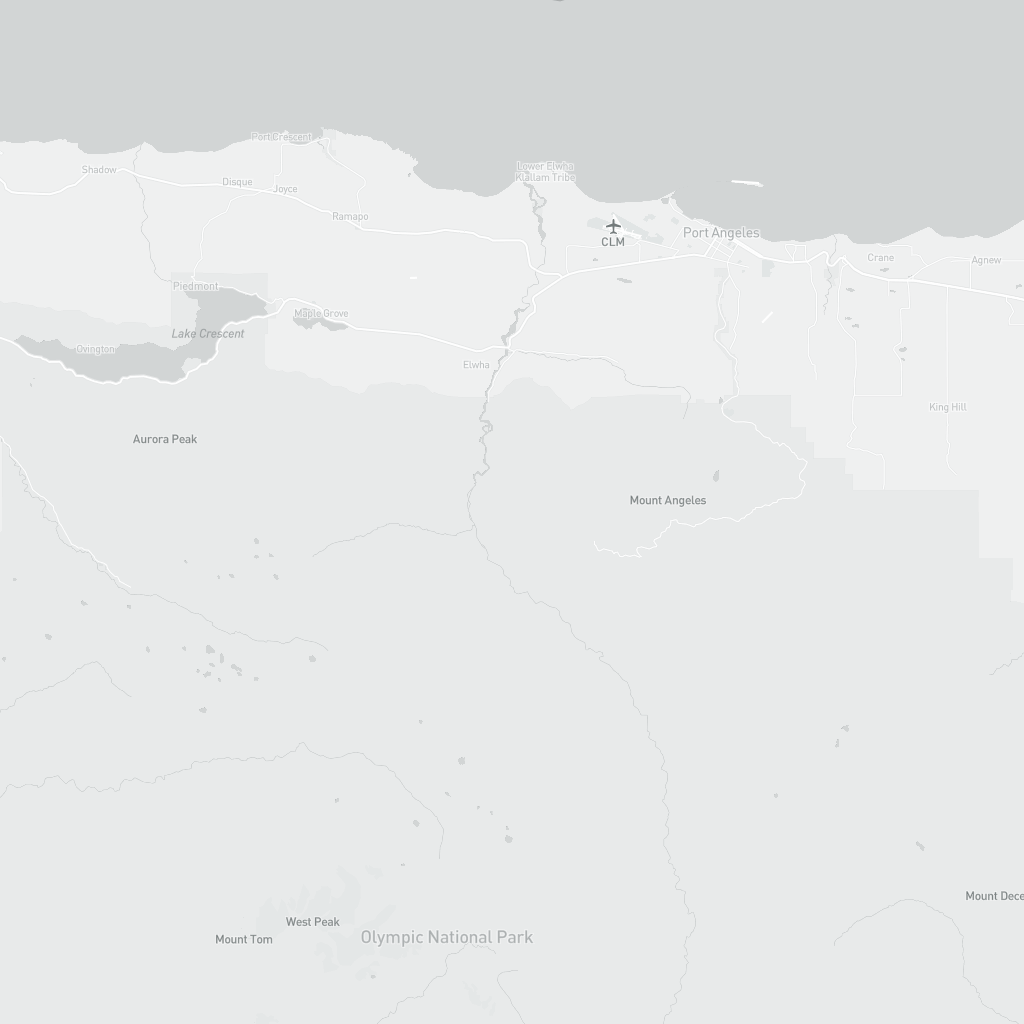 Port Crescent
Shadow
Disque
Joyce
Lower Elwha
Klallam Tribe
Ramapo
CLM
Port Angeles
Crane
Agnew
Piedmont
Maple Grove
Lake Crescent
Ovington
Elwha
King Hill
Aurora Peak
Mount Angeles
Mount Dece
West Peak
Mount Tom
Olympic National Park